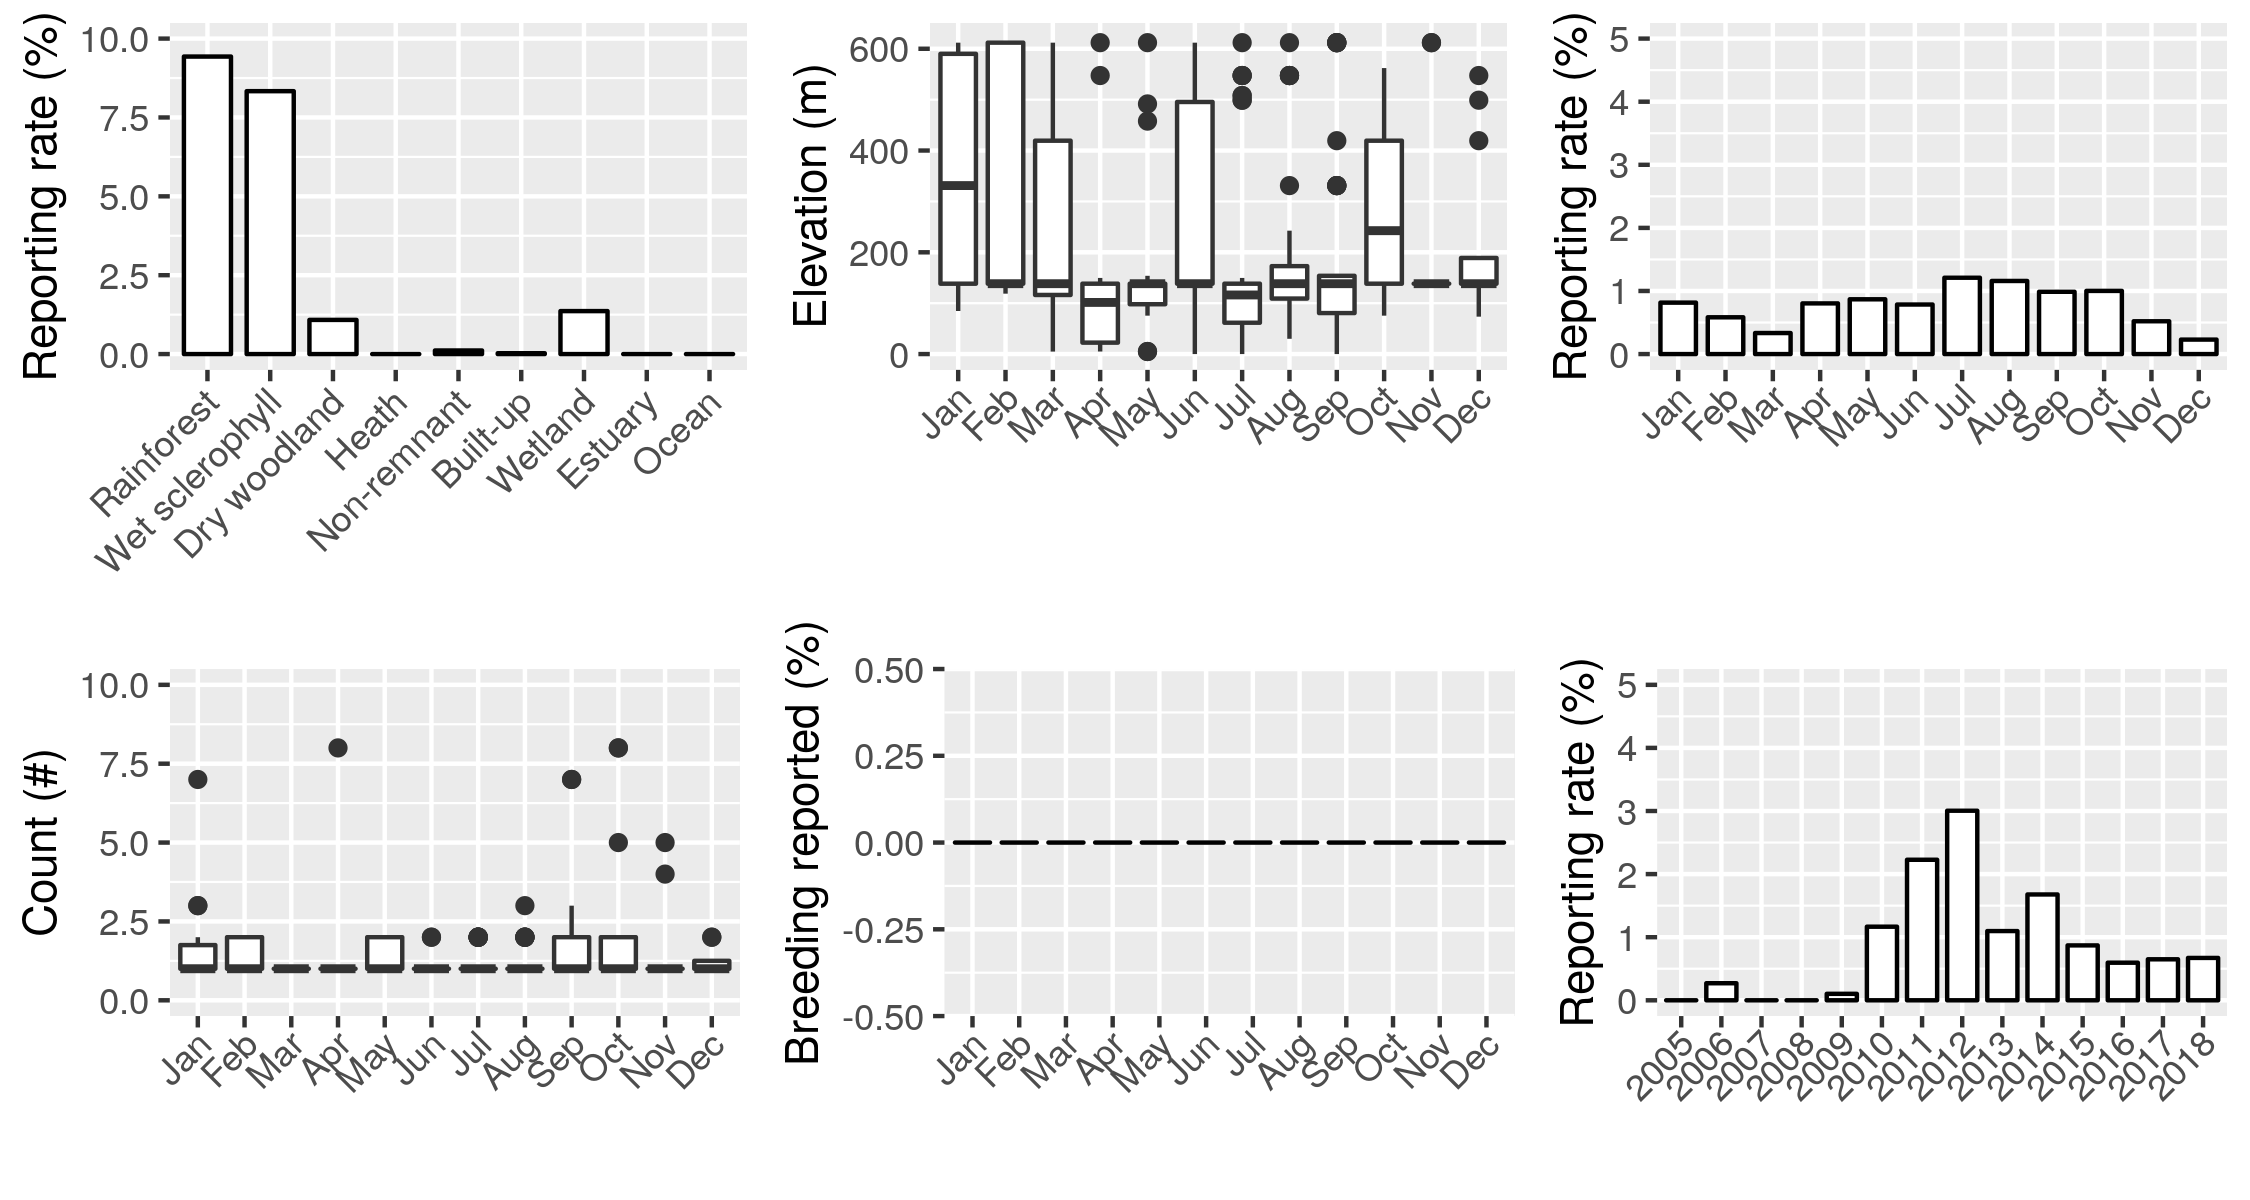 Reporting rate (%)
10.0
7.5
5.0
2.5
0.0
Rainforest
Wet sclerophyll
Dry woodland
Heath
Non-remnant
Built-up
Wetland
Estuary
Ocean
Elevation (m)
600
400
200
0
Jan
Feb
Mar
Apr
May
Jun
Jul
Aug
Sep
Oct
Nov
Dec
Reporting rate (%)
5
4
3
2
1
0
Jan
Feb
Mar
Apr
May
Jun
Jul
Aug
Sep
Oct
Nov
Dec
Count (#)
10.0
7.5
5.0
2.5
0.0
Jan
Feb
Mar
Apr
May
Jun
Jul
Aug
Sep
Oct
Nov
Dec
Breeding reported (%)
0.50
0.25
0.00
-0.25
-0.50
Jan
Feb
Mar
Apr
May
Jun
Jul
Aug
Sep
Oct
Nov
Dec
Reporting rate (%)
5
4
3
2
1
0
2005
2006
2007
2008
2009
2010
2011
2012
2013
2014
2015
2016
2017
2018